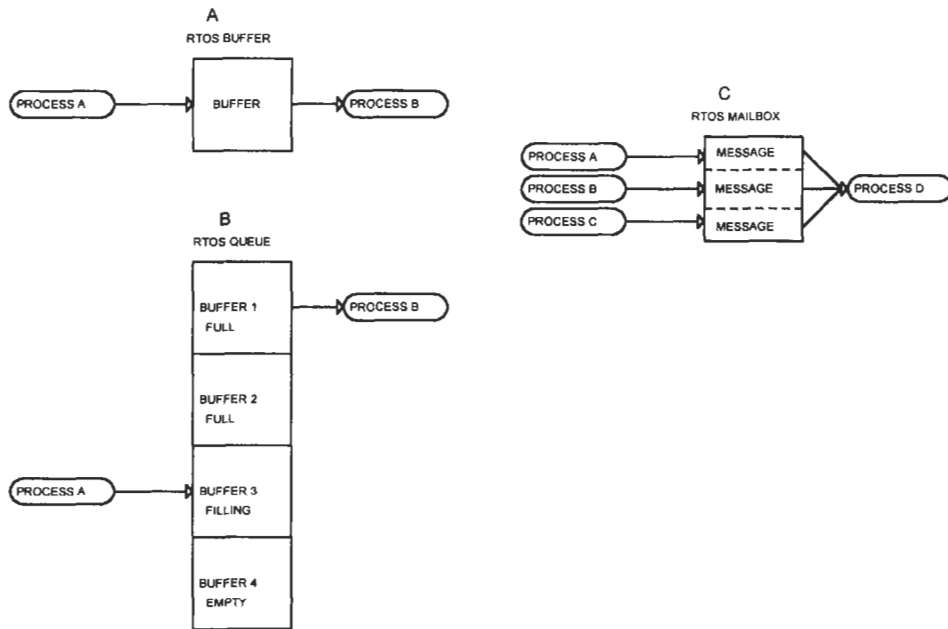 A
RTOS BUFFER
PROCESS A
BUFFER
PROCESS B
B
RTOS QUEUE
BUFFER 1
FULL
PROCESS B
BUFFER 2
FULL
PROCESS A
BUFFER 3
FILLING
BUFFER 4
EMPTY
C
RTOS MAILBOX
PROCESS A
MESSAGE
PROCESS B
MESSAGE
PROCESS D
PROCESS C
MESSAGE